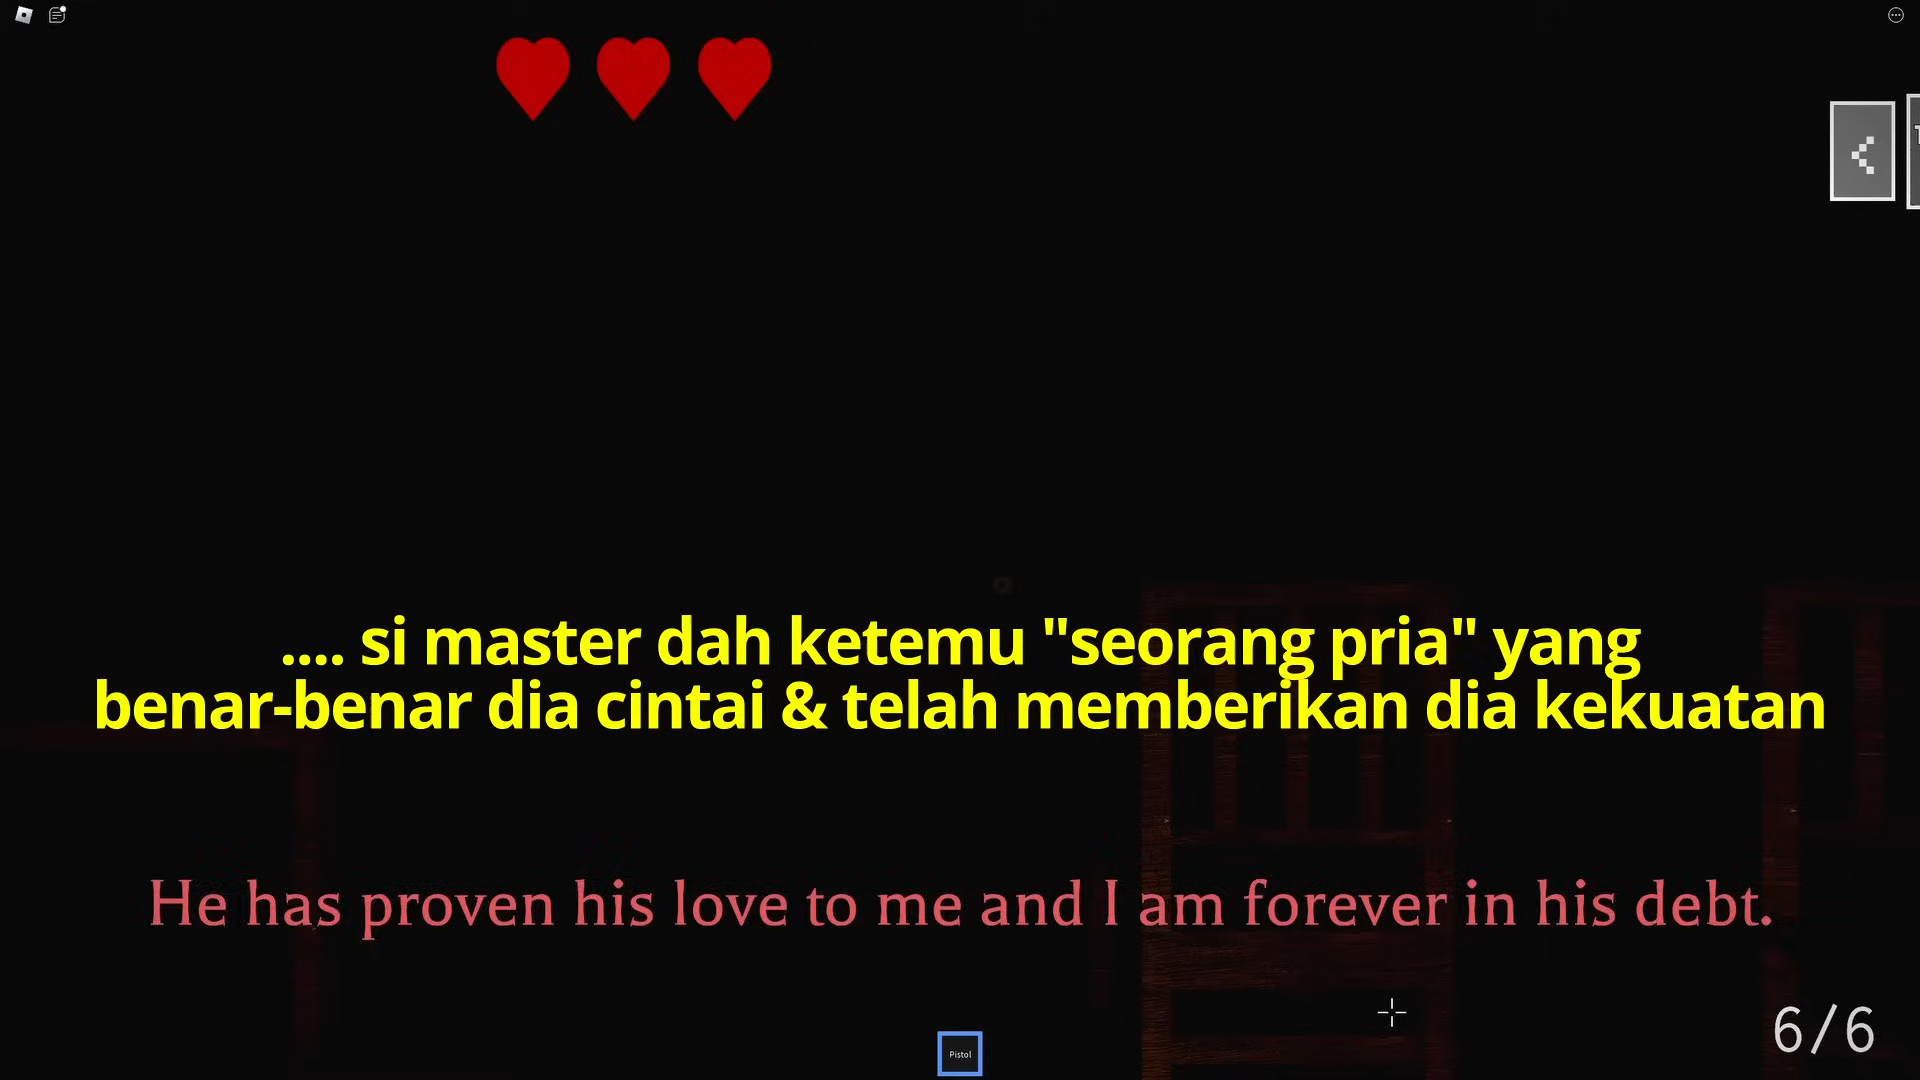 .... si master dah ketemu "seorang pria" yang
benar-benar dia cintai & telah memberikan dia kekuatan
He has proven his love to me and I am forever in his debt.
6/6
Pistol